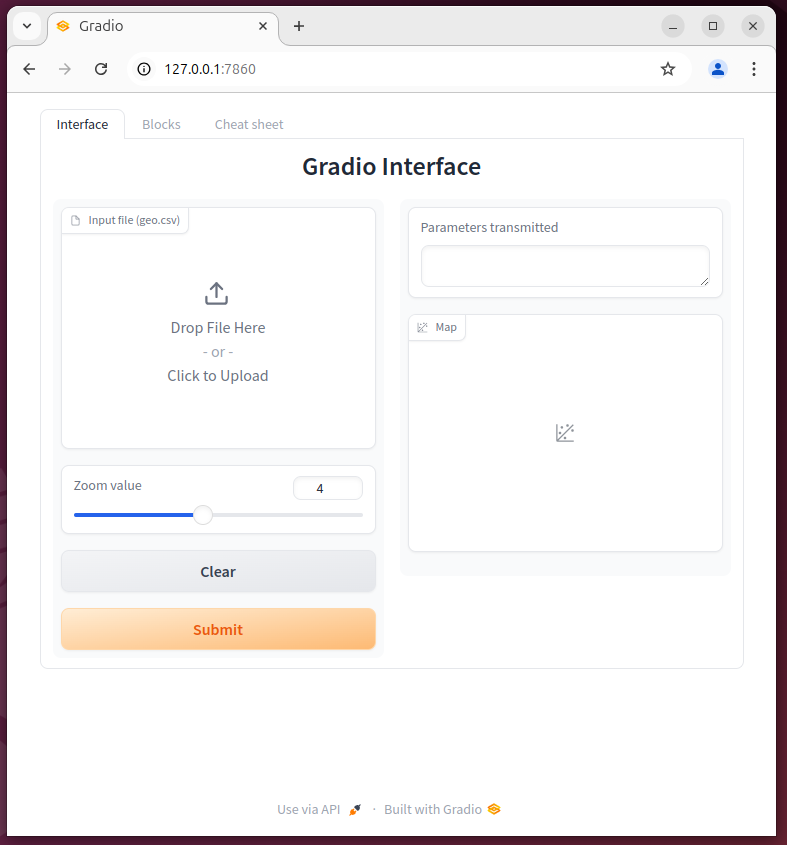 Gradio
127.0.0.1:7860
Interface
Blocks
Cheat sheet
Gradio Interface
Input file (geo.csv)
Drop File Here
- or -
Click to Upload
Zoom value
4
Clear
Submit
Parameters transmitted
Map
Use via API · Built with Gradio